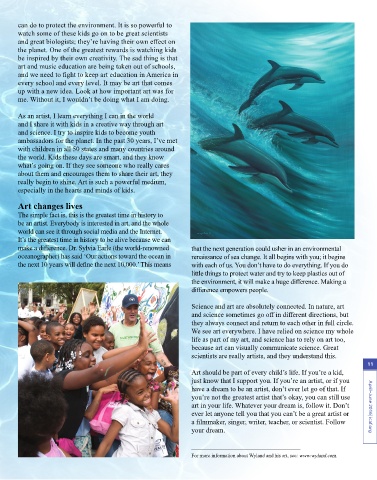 can do to protect the environment. It is so powerful to
watch some of these kids go on to be great scientists
and great biologists; they're having their own effect on
the planet. One of the greatest rewards is watching kids
be inspired by their own creativity. The sad thing is that
art and music education are being taken out of schools,
and we need to fight to keep art education in America in
every school and every level. It may be art that comes
up with a new idea. Look at how important art was for
me. Without it, I wouldn't be doing what I am doing.
As an artist, I learn everything I can in the world
and I share it with kids in a creative way through art
and science. I try to inspire kids to become youth
ambassadors for the planet. In the past 30 years, I've met
with children in all 50 states and many countries around
the world. Kids these days are smart, and they know
what's going on. If they see someone who really cares
about them and encourages them to share their art, they
really begin to shine. Art is such a powerful medium,
especially in the hearts and minds of kids.
Art changes lives
The simple fact is, this is the greatest time in history to
be an artist. Everybody is interested in art, and the whole
world can see it through social media and the Internet.
It's the greatest time in history to be alive because we can
make a difference. Dr. Sylvia Earle (the world-renowned
oceanographer) has said 'Our actions toward the ocean in
the next 10 years will define the next 10,000.' This means
that the next generation could usher in an environmental
renaissance of sea change. It all begins with you; it begins
with each of us. You don't have to do everything. If you do
little things to protect water and try to keep plastics out of
the environment, it will make a huge difference. Making a
difference empowers people.
Science and art are absolutely connected. In nature, art
and science sometimes go off in different directions, but
they always connect and return to each other in full circle.
We see art everywhere. I have relied on science my whole
life as part of my art, and science has to rely on art too,
because art can visually communicate science. Great
scientists are really artists, and they understand this.
Art should be part of every child's life. If you're a kid,
just know that I support you. If you're an artist, or if you
have a dream to be an artist, don't ever let go of that. If
you're not the greatest artist that's okay, you can still use
art in your life. Whatever your dream is, follow it. Don't
ever let anyone tell you that you can't be a great artist or
a filmmaker, singer, writer, teacher, or scientist. Follow
your dream.
For more information about Wyland and his art, see: www.wyland.com